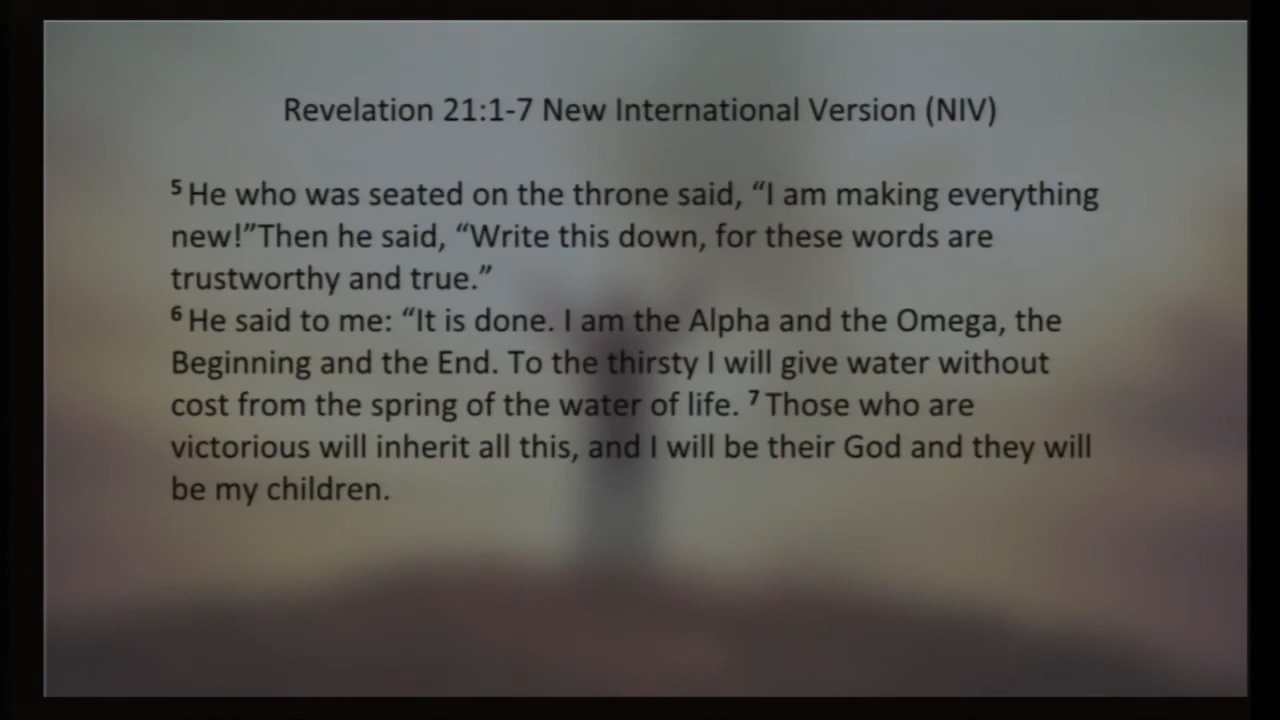 Revelation 21:1-7 New International Version (NIV)
5 He who was seated on the throne said, “I am making everything
new!”Then he said, “Write this down, for these words are
trustworthy and true.”
6 He said to me: “It is done. I am the Alpha and the Omega, the
Beginning and the End. To the thirsty I will give water without
cost from the spring of the water of life. 7 Those who are
victorious will inherit all this, and I will be their God and they will
be my children.